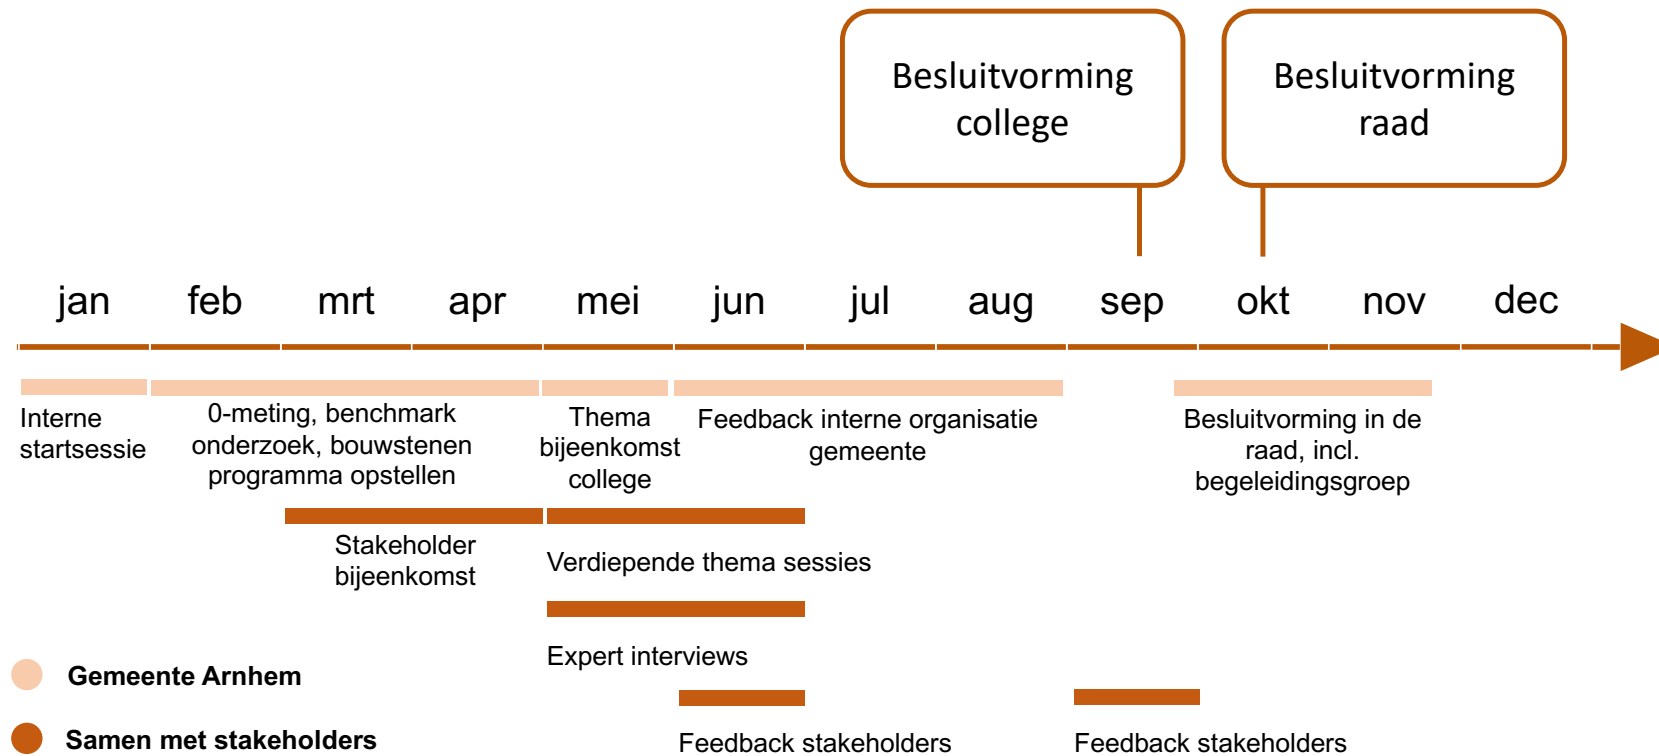 Besluitvorming
college
Besluitvorming
raad
jan feb mrt apr mei jun jul aug sep okt nov dec
Interne
startsessie
0-meting, benchmark
onderzoek, bouwstenen
programma opstellen
Thema
bijeenkomst
college
Feedback interne organisatie
gemeente
Besluitvorming in de
raad, incl.
begeleidingsgroep
Stakeholder
bijeenkomst
Verdiepende thema sessies
Expert interviews
Gemeente Arnhem
Samen met stakeholders
Feedback stakeholders
Feedback stakeholders